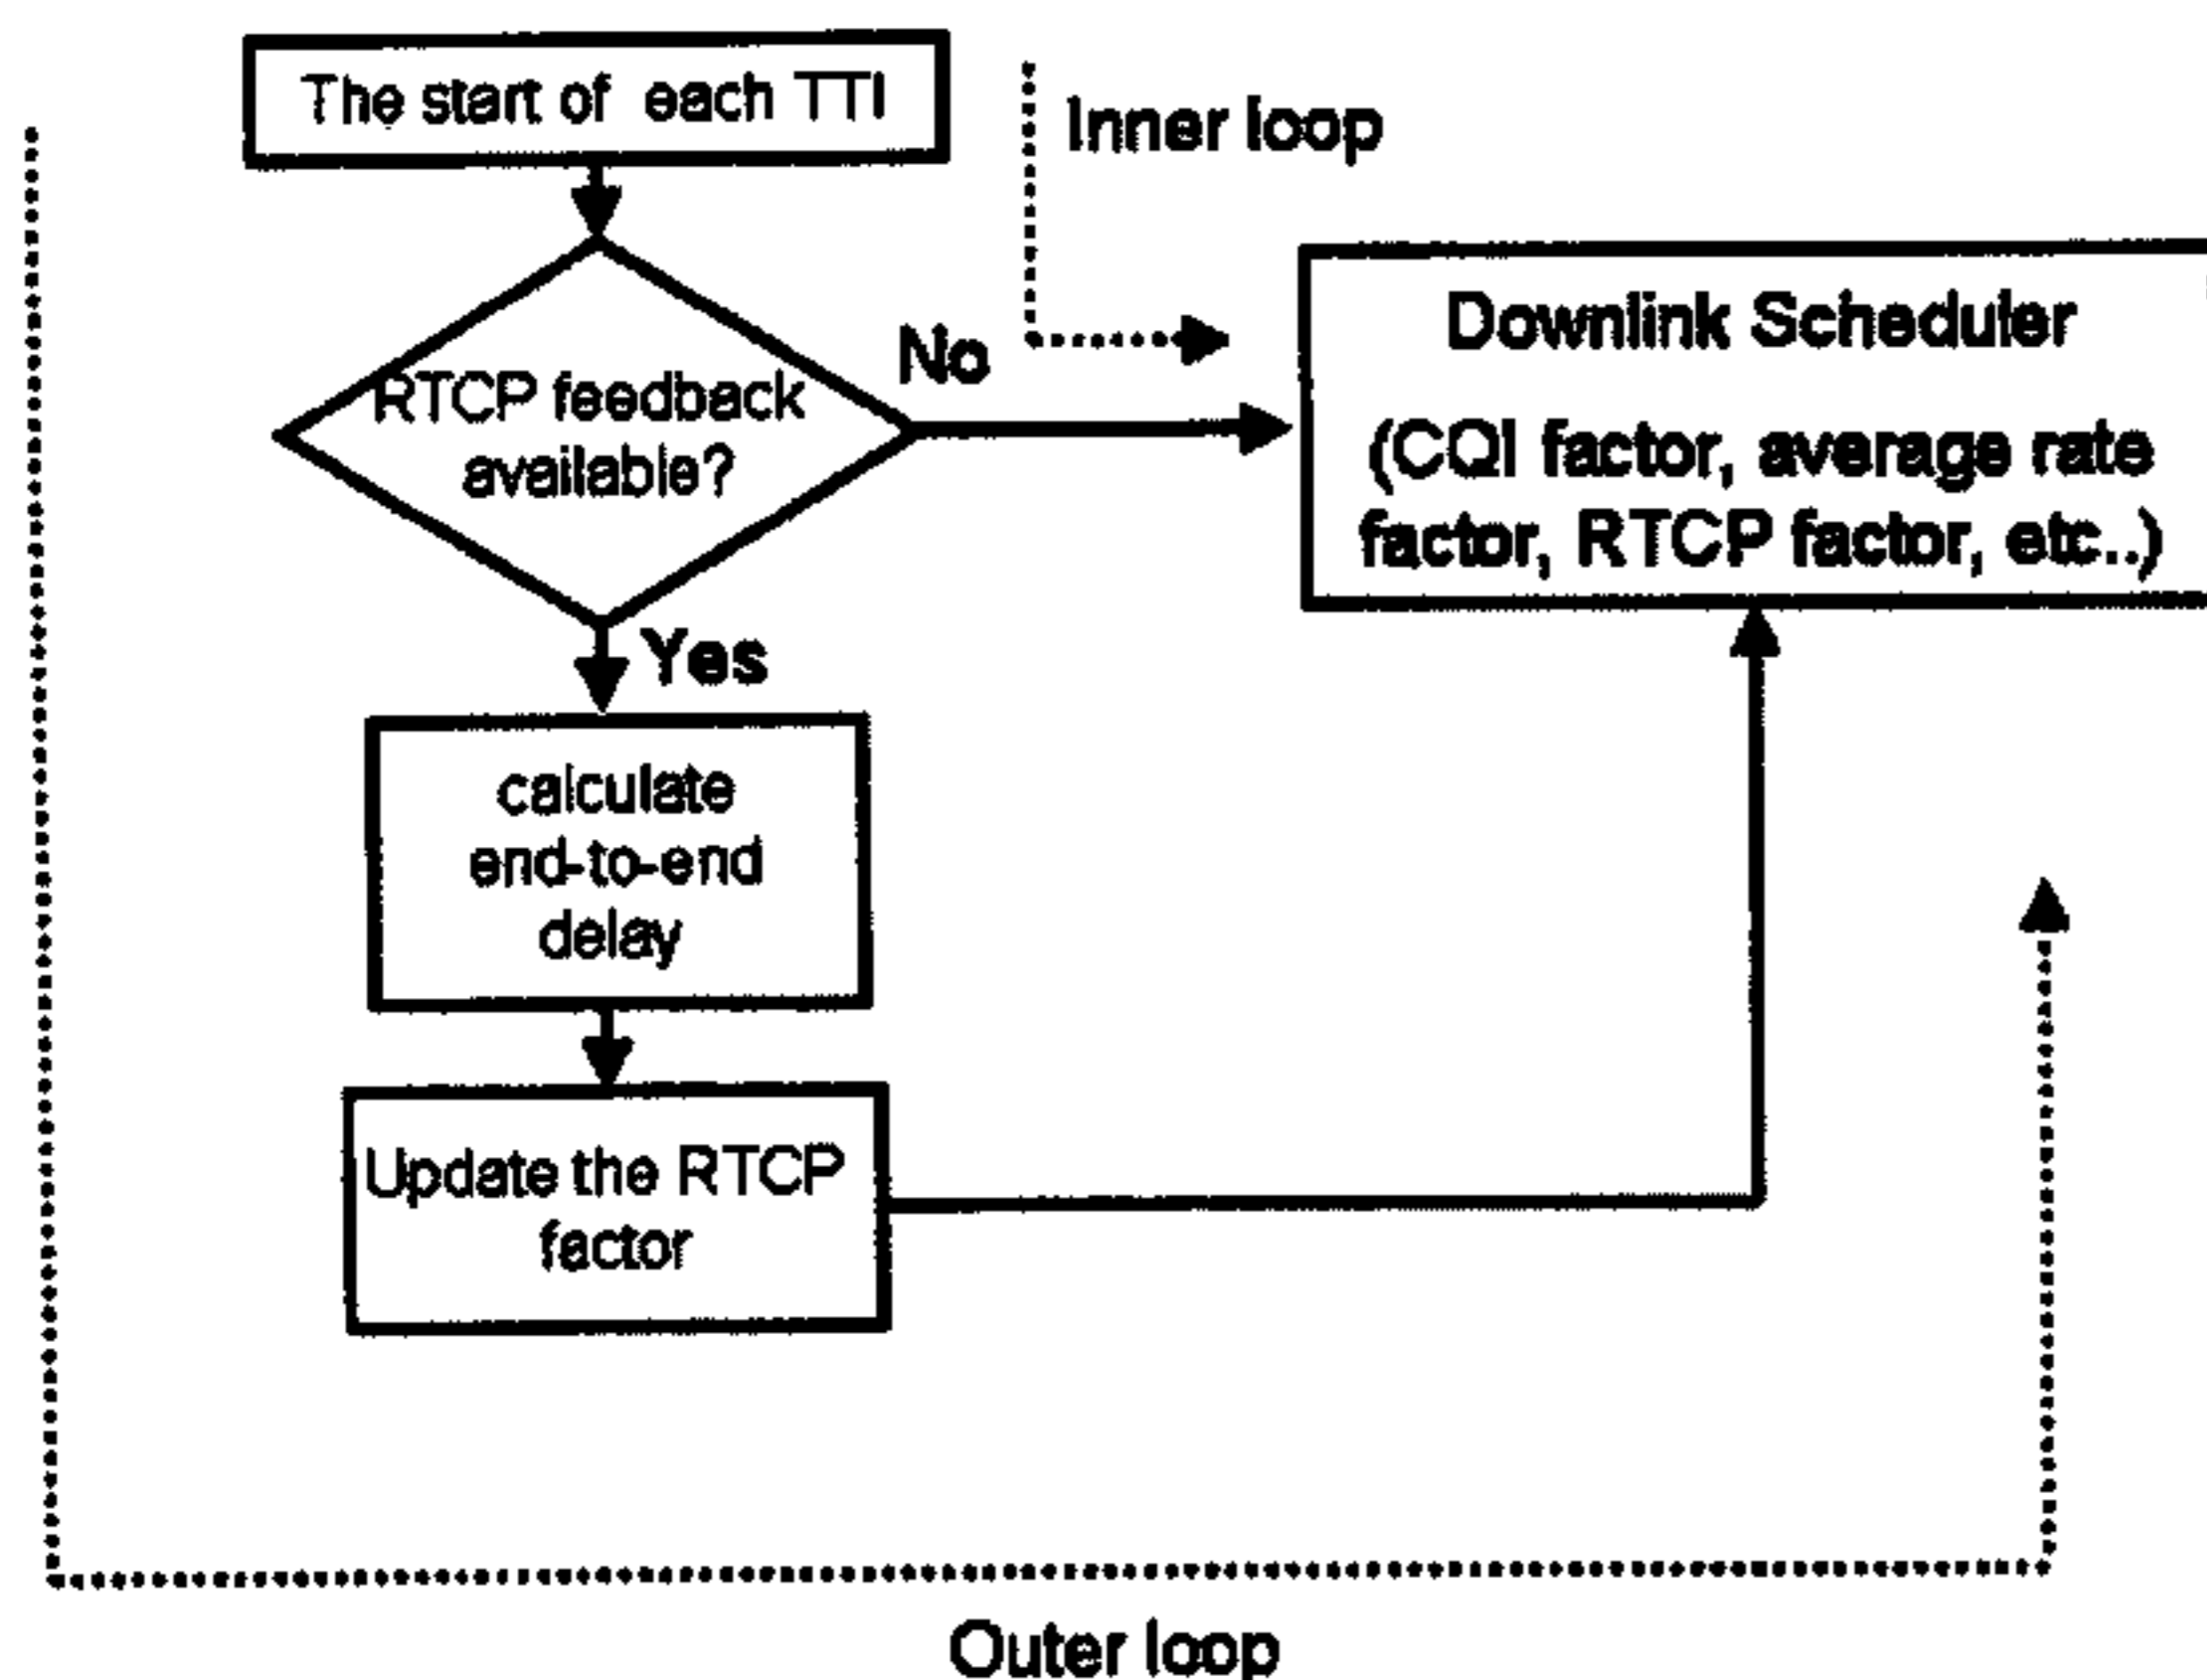 The start of each TTI
Inner loop
No
Downlink Scheduler
(CQI factor, average rate
factor, RTCP factor, etc..)
RTCP feedback
available?
Yes
calculate
end-to-end
delay
Update the RTCP
factor
Outer loop